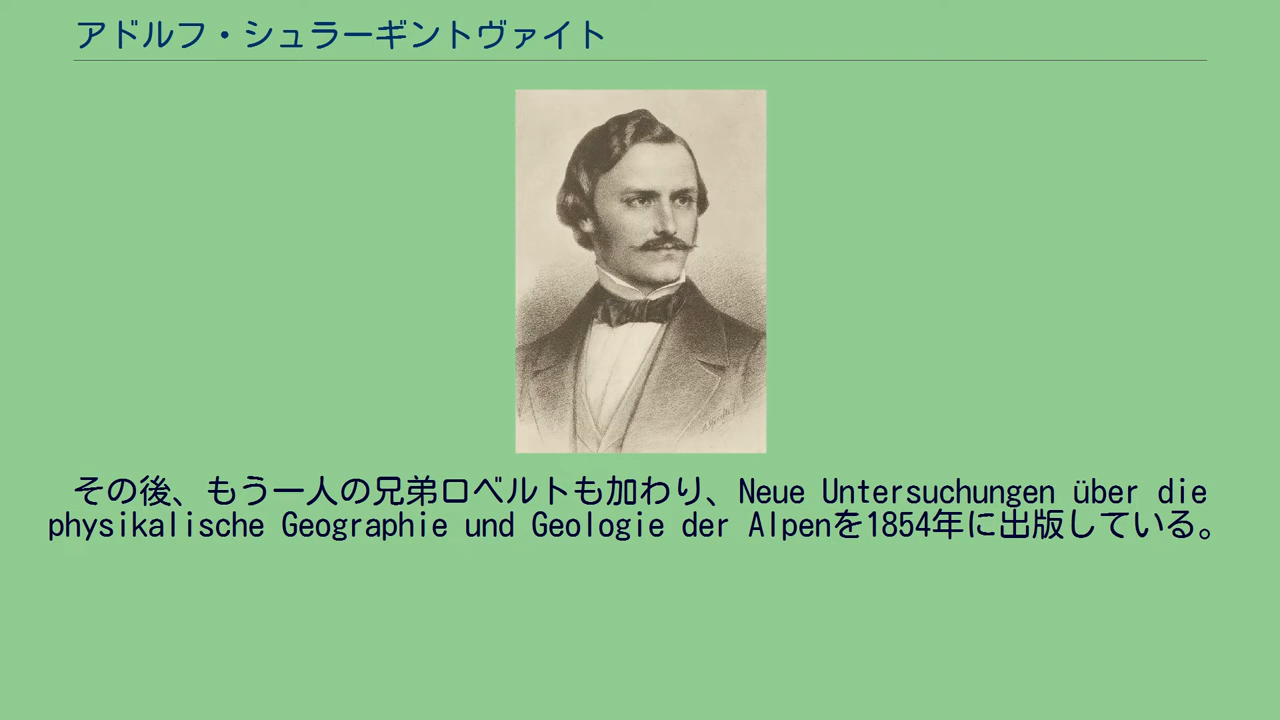 アドルフ・シュラーギントヴァイト
その後、もう一人の兄弟ロベルトも加わり、Neue Untersuchungen über die
physikalische Geographie und Geologie der Alpenを1854年に出版している。